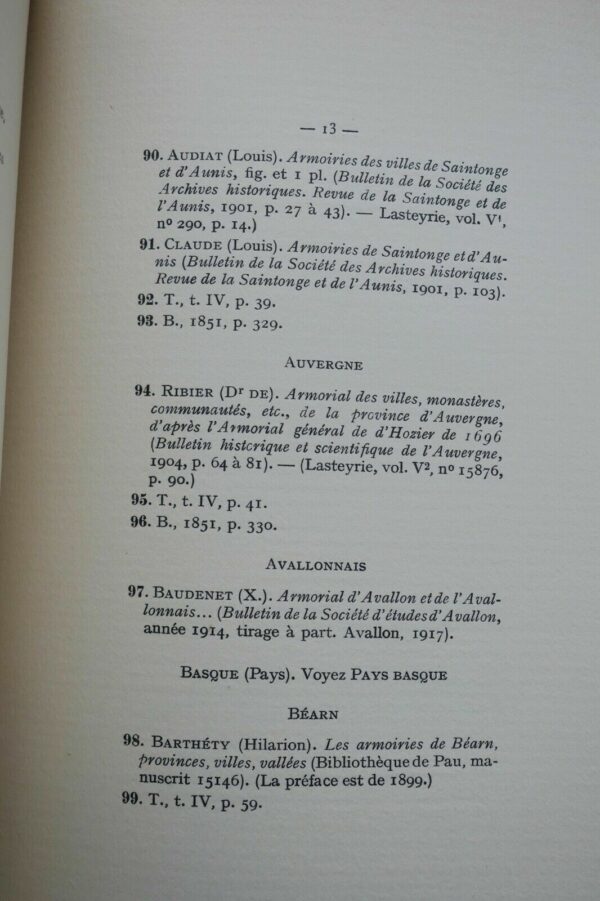 — 13 —
90. AUDIAT (Louis). Armoiries des villes de Saintonge
et d'Aunis, fig. et 1 pl. (Bulletin de la Société des
Archives historiques. Revue de la Saintonge et de
l'Aunis, 1901, p. 27 à 43). — Lasteyrie, vol. V¹,
nº 290, p. 14.)
91. CLAUDE (Louis). Armoiries de Saintonge et d'Au-
nis (Bulletin de la Société des Archives historiques.
Revue de la Saintonge et de l'Aunis, 1901, p. 103).
92. T., t. IV, p. 39.
93. B., 1851, p. 329.
AUVERGNE
94. RIBIER (Dr DE). Armorial des villes, monastères,
communautés, etc., de la province d'Auvergne,
d'après l'Armorial général de d'Hozier de 1696
(Bulletin historique et scientifique de l'Auvergne,
1904, p. 64 à 81). — (Lasteyrie, vol. V², nº 15876,
p. 90.)
95. T., t. IV, p. 41.
96. B., 1851, p. 330.
AVALLONNAIS
97. BAUDENET (X.). Armorial d'Avallon et de l'Aval-
lonnais... (Bulletin de la Société d'études d'Avallon,
année 1914, tirage à part. Avallon, 1917).
BASQUE (Pays). Voyez PAYS BASQUE
BÉARN
98. BARTHÉTY (Hilarion). Les armoiries de Béarn,
provinces, villes, vallées (Bibliothèque de Pau, ma-
nuscrit 15146). (La préface est de 1899.)
99. T., t. IV, p. 59.